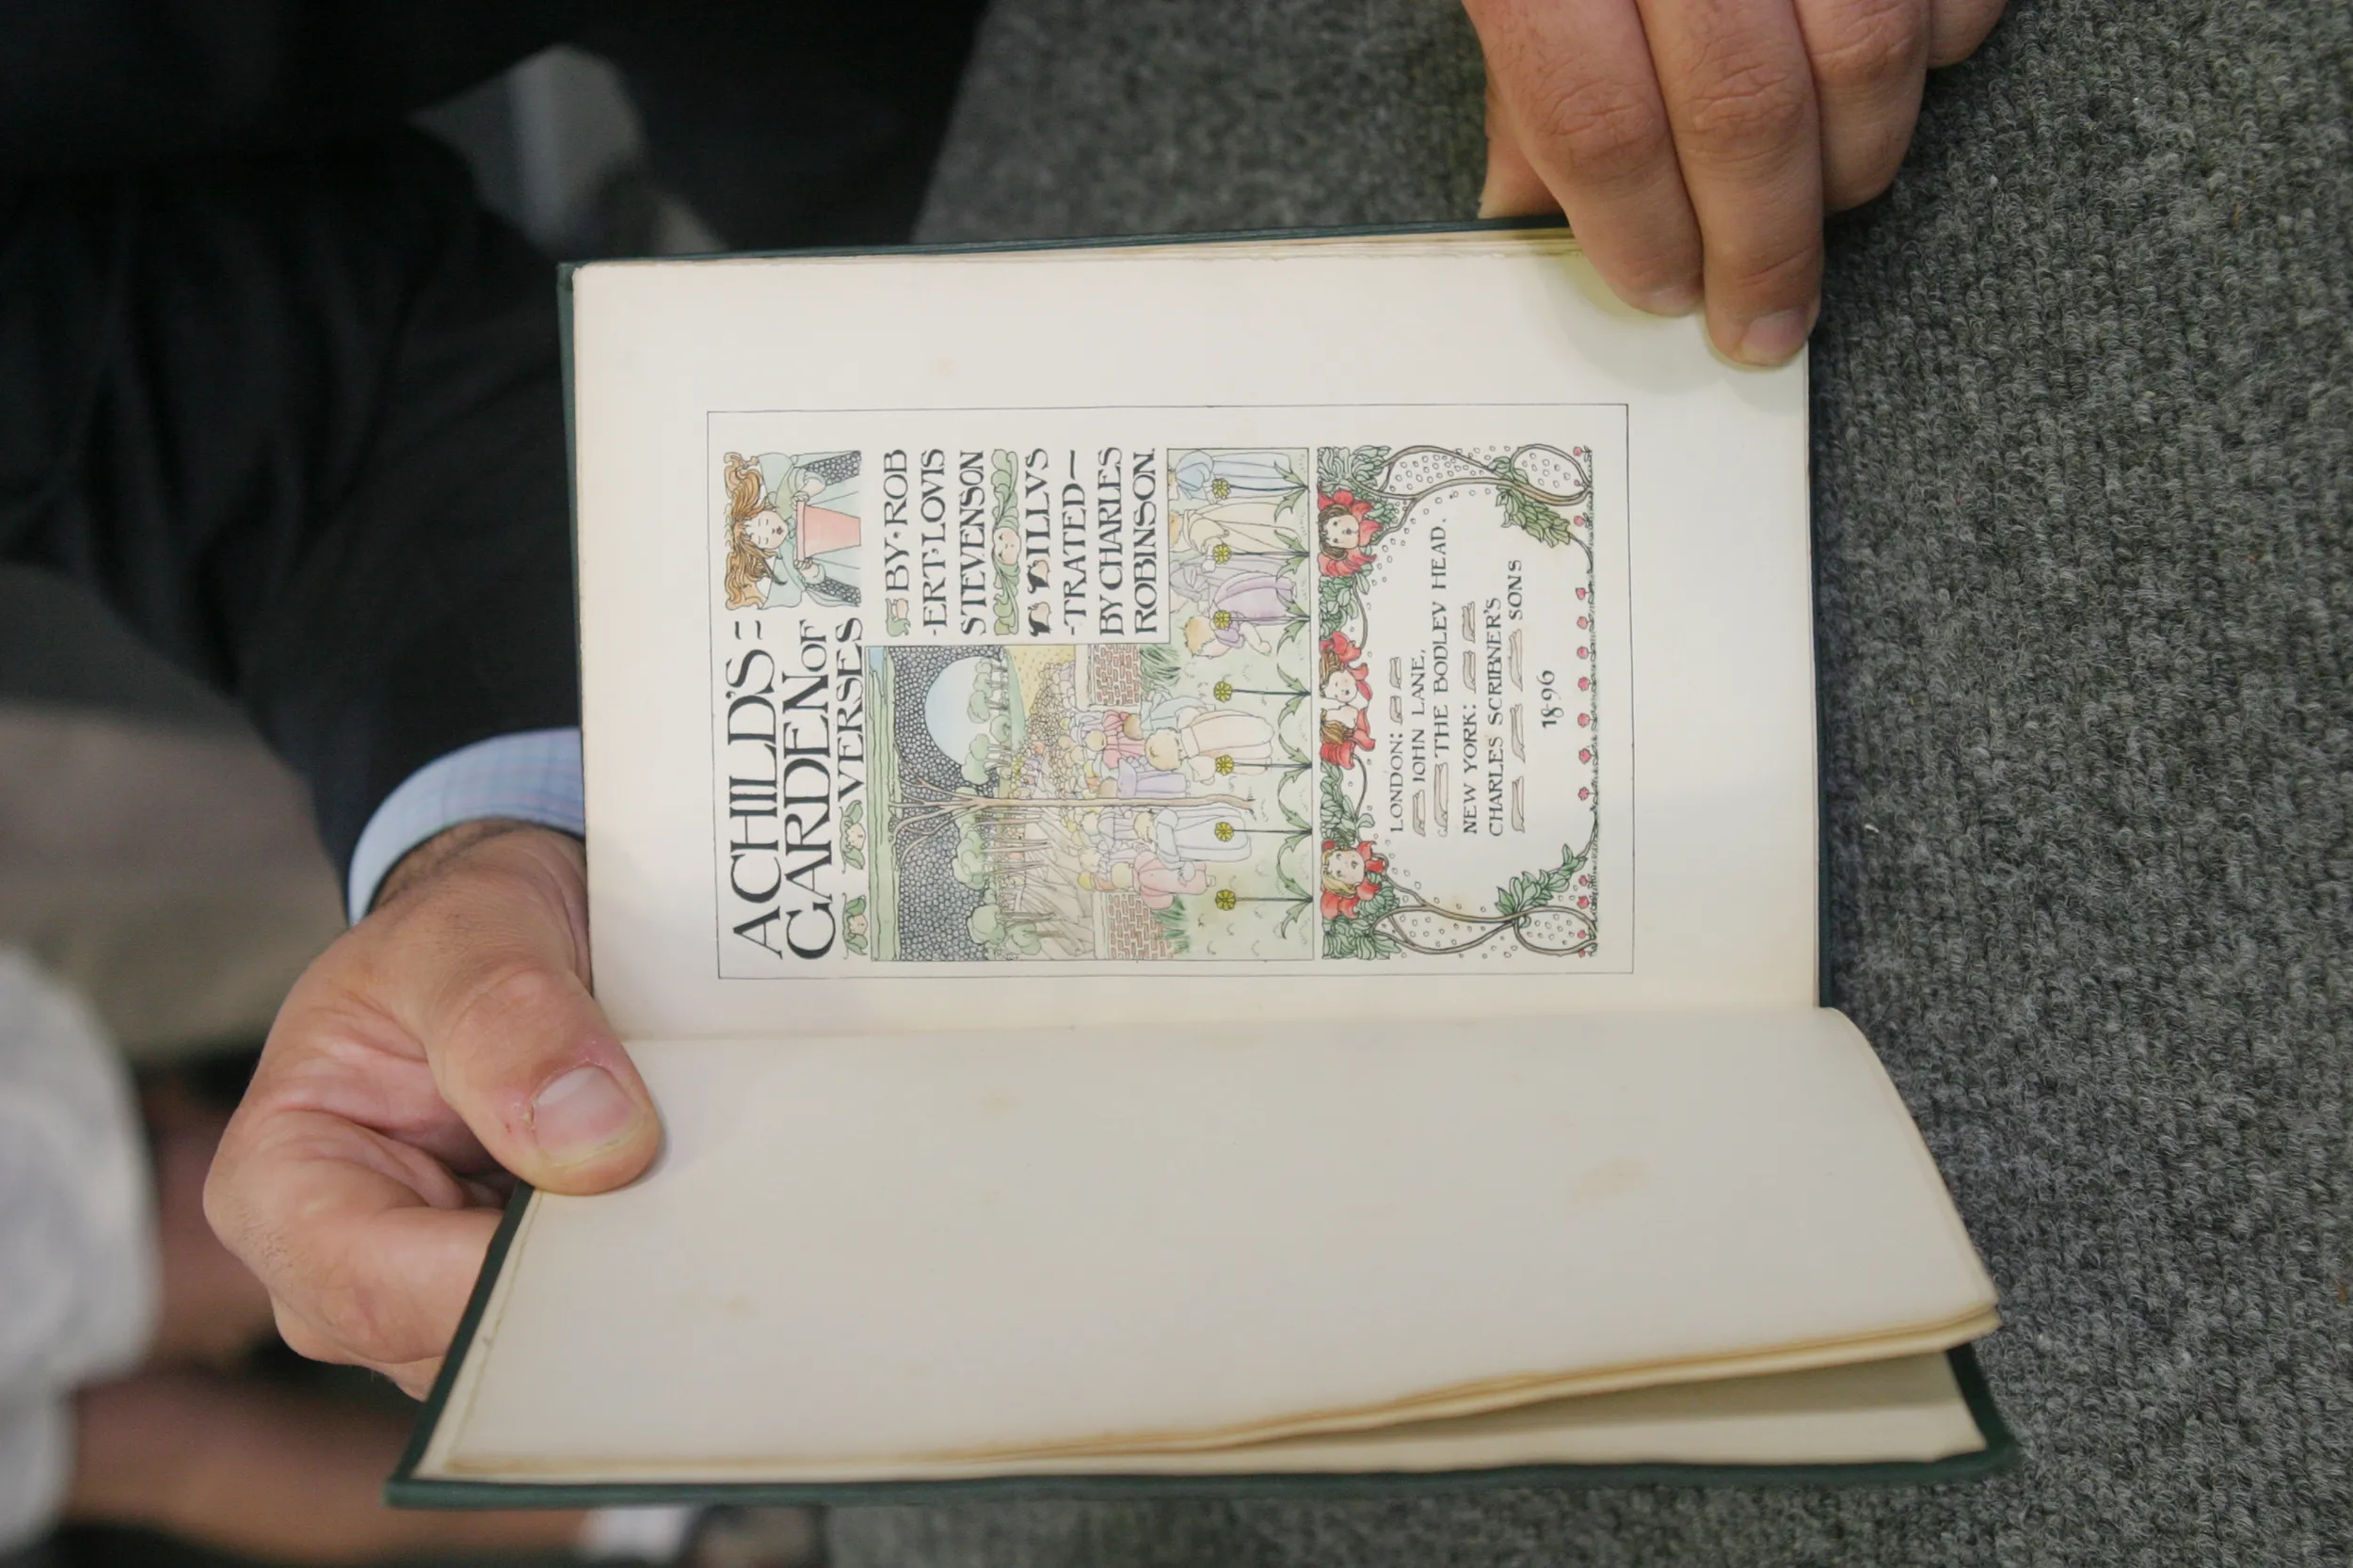 A CHILD'S=
GARDEN OF
VERSES
BY·ROB
-ERT·LOVIS
STEVENSON
ILLVS
-TRATED—
BY CHARLES
ROBINSON.
LONDON:
JOHN LANE,
THE BODLEY HEAD.
NEW YORK:
CHARLES SCRIBNER'S
SONS
1896